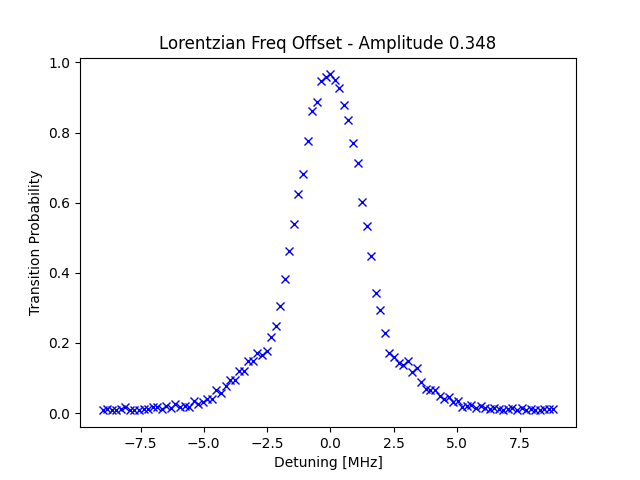 Lorentzian Freq Offset - Amplitude 0.348
1.0
0.8
0.6
0.4
0.2
0.0
Transition Probability
−7.5 −5.0 −2.5 0.0 2.5 5.0 7.5
Detuning [MHz]